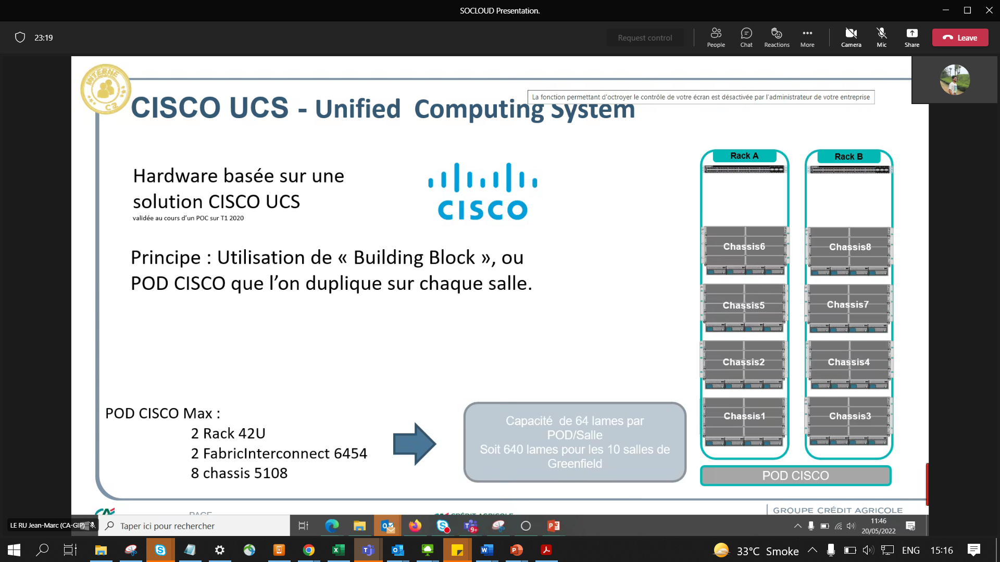 SOCLOUD Presentation.
23:19
Request control
People
Chat
Reactions
More
Camera
Mic
Share
Leave
INTERNE
C2
La fonction permettant d'octroyer le contrôle de votre écran est désactivée par l'administrateur de votre entreprise
CISCO UCS - Unified Computing System
Hardware basée sur une
solution CISCO UCS
validée au cours d'un POC sur T1 2020
CISCO
Principe : Utilisation de « Building Block », ou
POD CISCO que l'on duplique sur chaque salle.
POD CISCO Max :
2 Rack 42U
2 FabricInterconnect 6454
8 chassis 5108
Capacité de 64 lames par
POD/Salle
Soit 640 lames pour les 10 salles de
Greenfield
Rack A
Rack B
Chassis6
Chassis8
Chassis5
Chassis7
Chassis2
Chassis4
Chassis1
Chassis3
POD CISCO
PAGE
CRÉDIT AGRICOLE
GROUPE CRÉDIT AGRICOLE
LE RU Jean-Marc (CA-GIP)
Taper ici pour rechercher
9+
11:46
20/05/2022
33°C Smoke
ENG
15:16